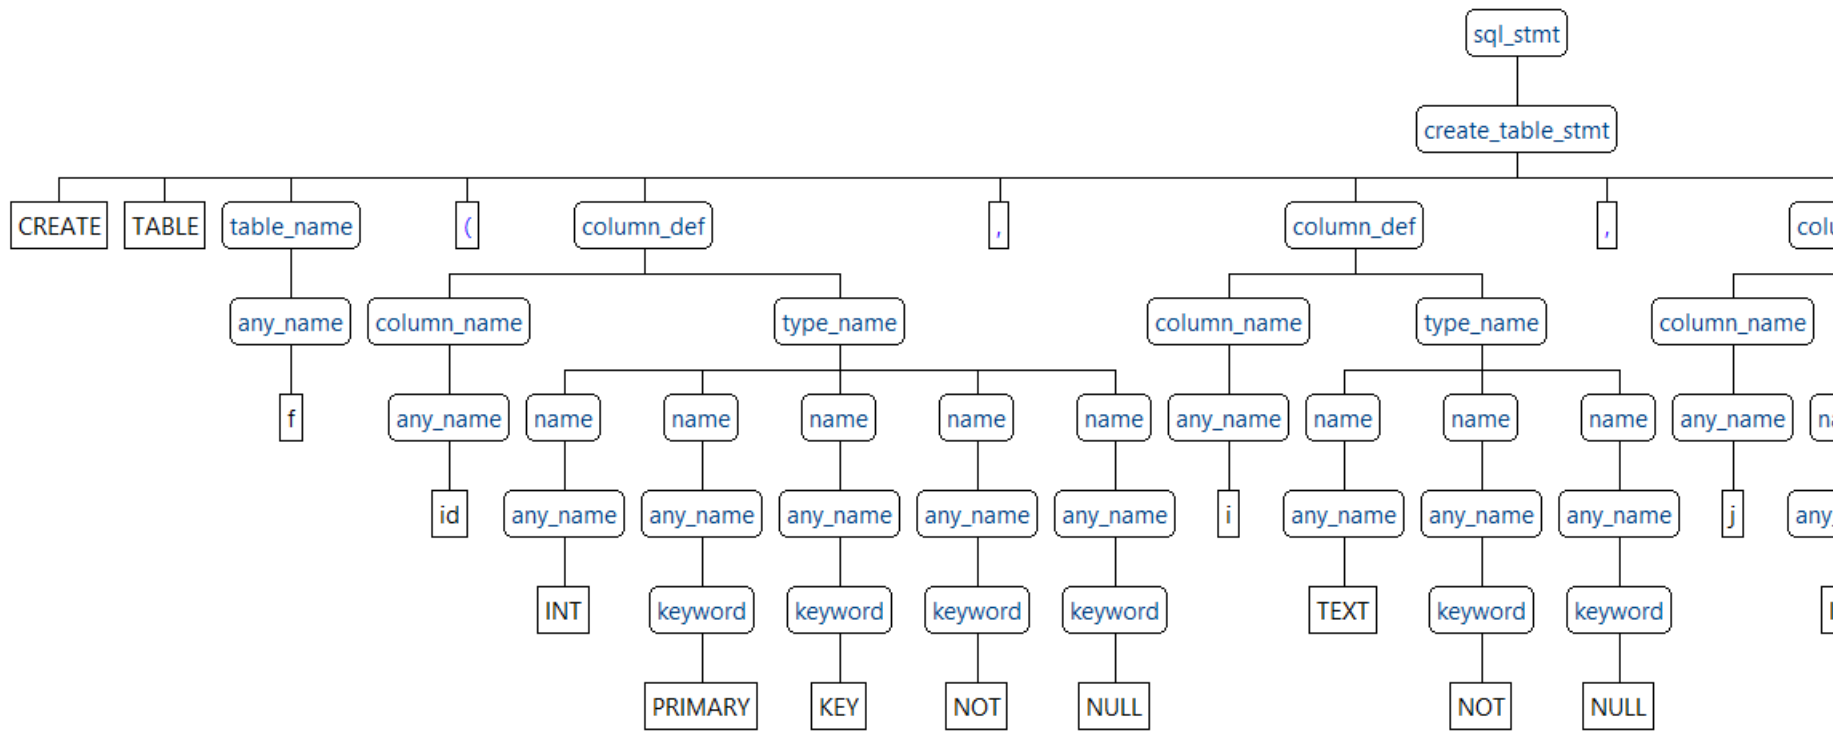 sql_stmt
create_table_stmt
CREATE TABLE table_name ( column_def , column_def ,
any_name column_name type_name column_name type_name column_name
f any_name name name name name name any_name name name name any_name
id any_name any_name any_name any_name any_name i any_name any_name any_name j
INT keyword keyword keyword keyword TEXT keyword keyword
PRIMARY KEY NOT NULL NOT NULL